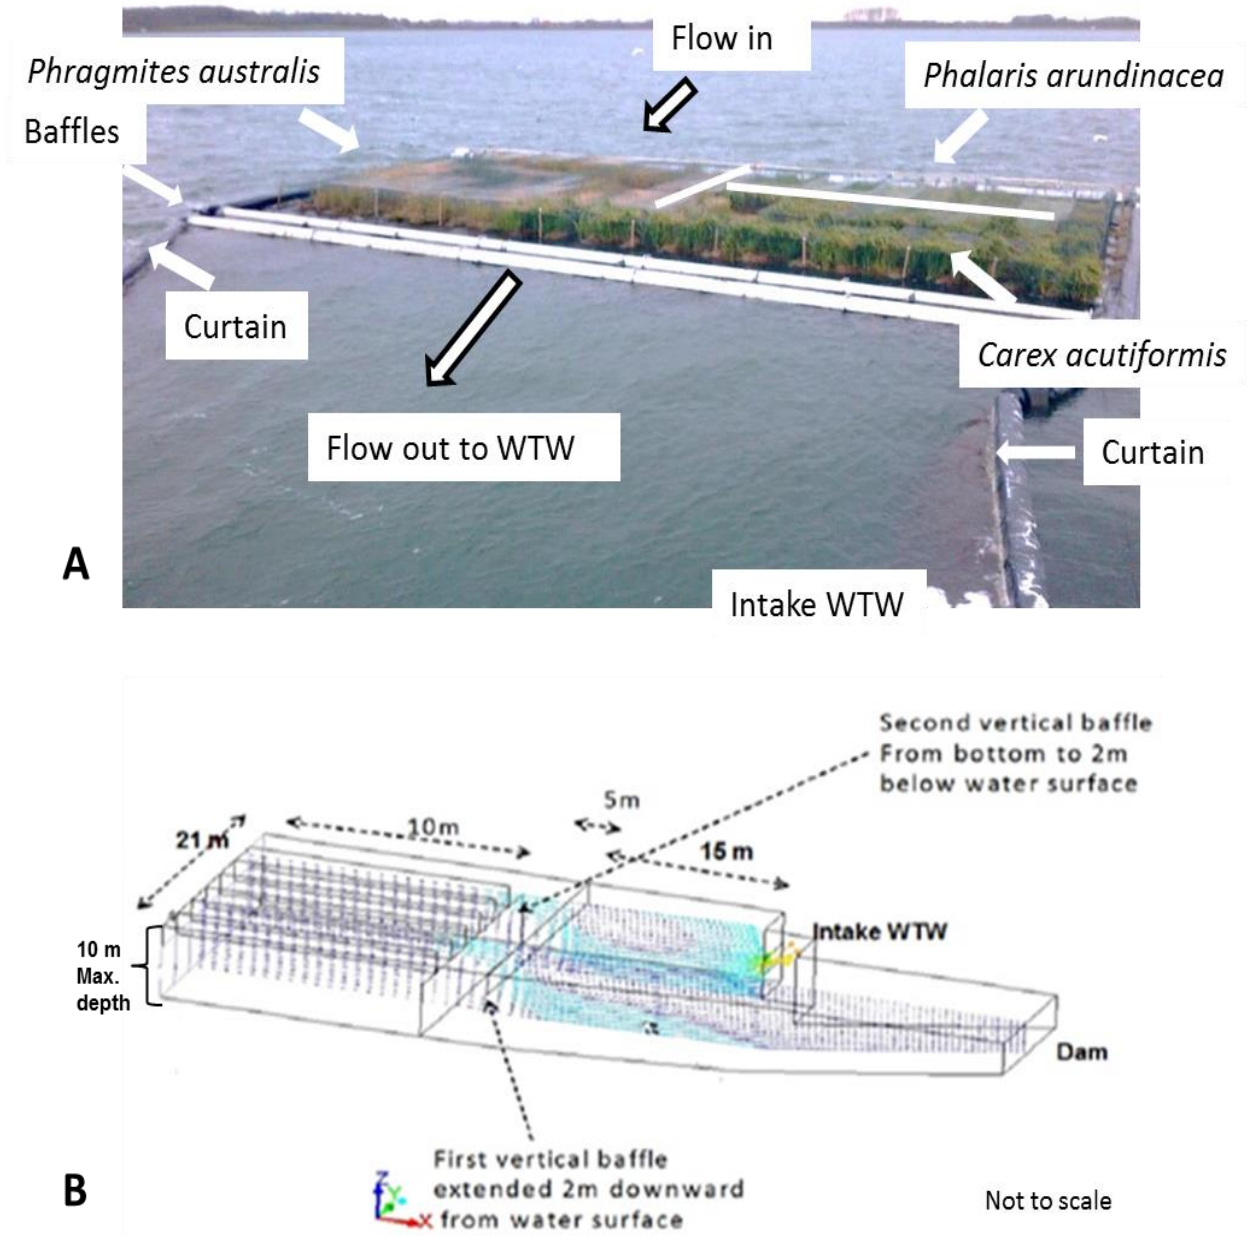 Flow in
Phragmites australis
Phalaris arundinacea
Baffles
Curtain
Carex acutiformis
Flow out to WTW
Curtain
A
Intake WTW
Second vertical baffle
From bottom to 2m
below water surface
5m
10m
21 m
15 m
Intake WTW
10 m
Max.
depth
Dam
First vertical baffle
extended 2m downward
from water surface
Z
Y
X
B
Not to scale